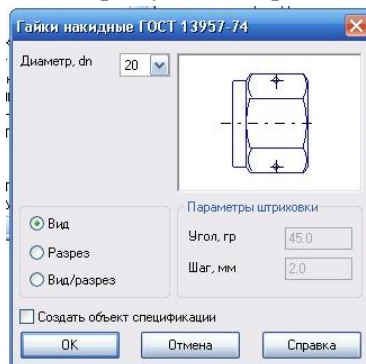 Гайки накидные ГОСТ 13957-74
Диаметр, dn 20
Вид
Разрез
Вид/разрез
Параметры штриховки
Угол, гр 45.0
Шаг, мм 2.0
Создать объект спецификации
OK Отмена Справка